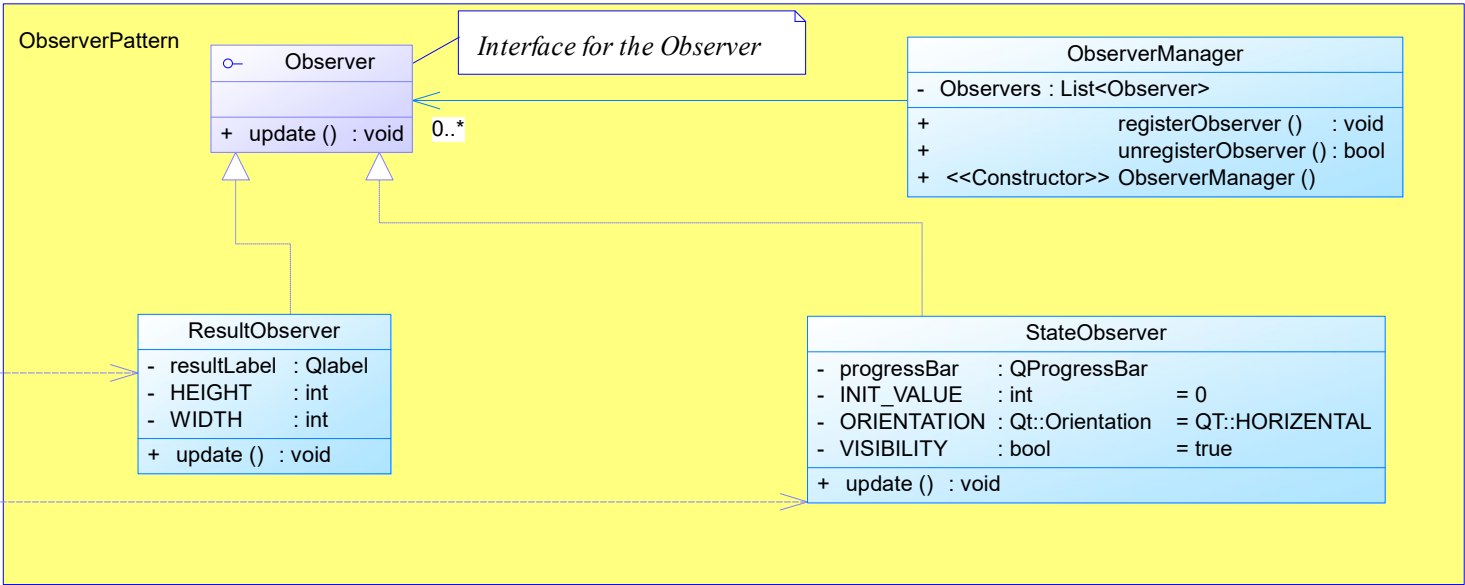 ObserverPattern
Observer
+ update () : void
Interface for the Observer
0..*
ObserverManager
- Observers : List<Observer>
+ registerObserver () : void
+ unregisterObserver () : bool
+ <<Constructor>> ObserverManager ()
ResultObserver
- resultLabel : Qlabel
- HEIGHT : int
- WIDTH : int
+ update () : void
StateObserver
- progressBar : QProgressBar
- INIT_VALUE : int = 0
- ORIENTATION : Qt::Orientation = QT::HORIZENTAL
- VISIBILITY : bool = true
+ update () : void